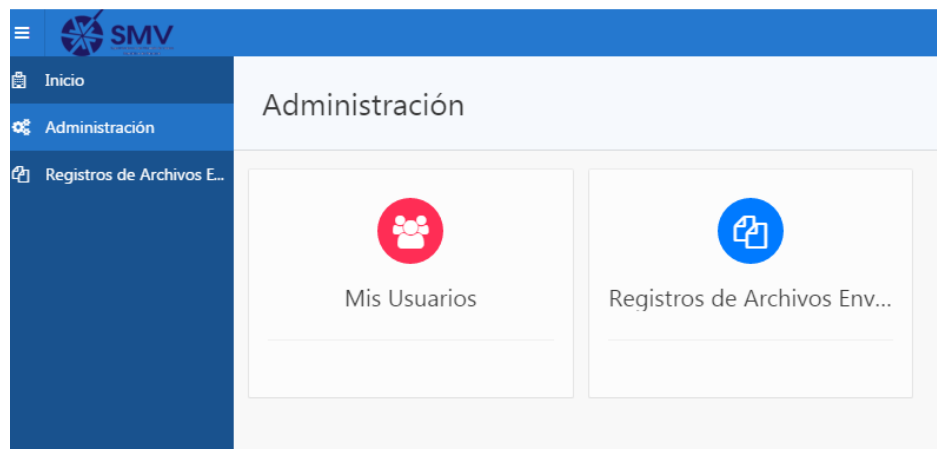 SMV
Inicio
Administración
Registros de Archivos E...
Administración
Mis Usuarios
Registros de Archivos Env...